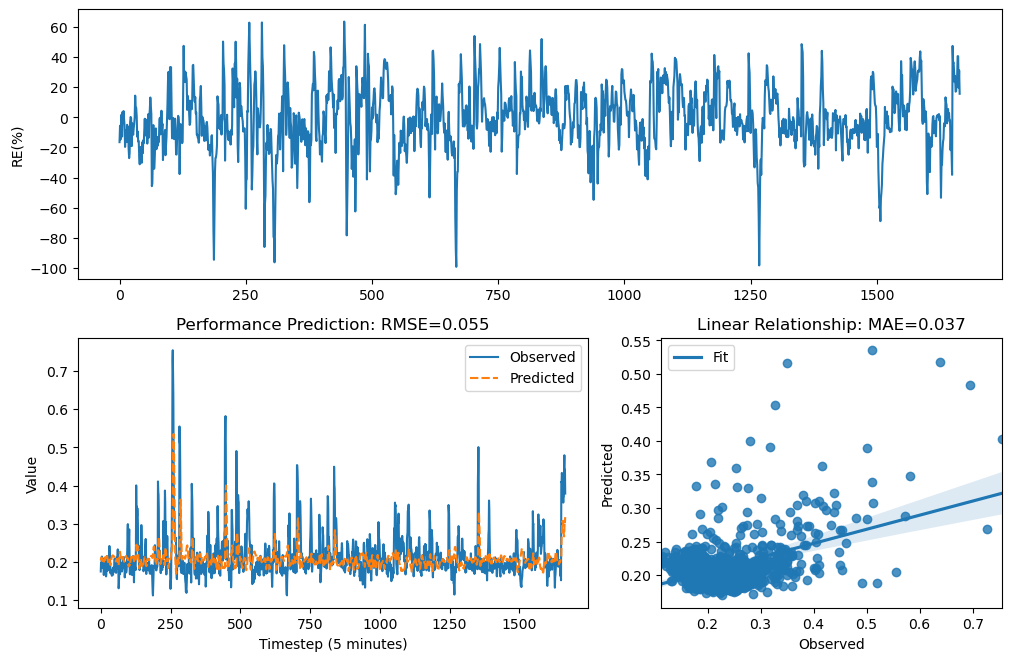 RE(%)
60
40
20
0
−20
−40
−60
−80
−100
0 250 500 750 1000 1250 1500
Performance Prediction: RMSE=0.055
Value
0.7
0.6
0.5
0.4
0.3
0.2
0.1
Observed
Predicted
0 250 500 750 1000 1250 1500
Timestep (5 minutes)
Linear Relationship: MAE=0.037
Predicted
0.55
0.50
0.45
0.40
0.35
0.30
0.25
0.20
Fit
0.2 0.3 0.4 0.5 0.6 0.7
Observed